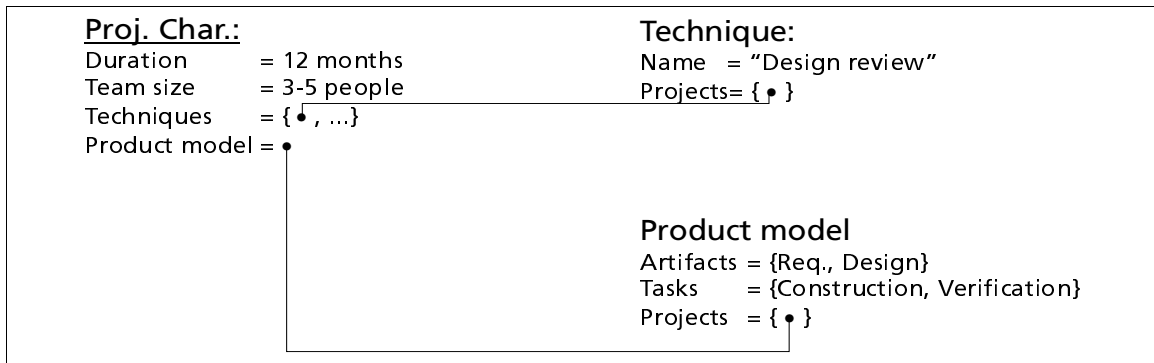 Proj. Char.:
Duration = 12 months
Team size = 3-5 people
Techniques = { • , ...}
Product model = •
Technique:
Name = “Design review”
Projects= { • }
Product model
Artifacts = {Req., Design}
Tasks = {Construction, Verification}
Projects = { • }